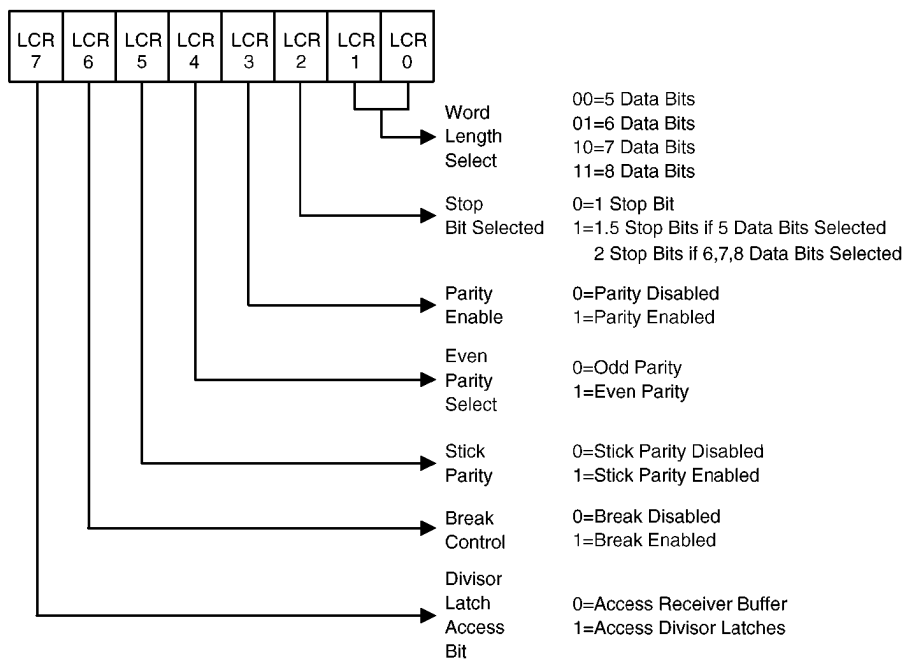 LCR 7 LCR 6 LCR 5 LCR 4 LCR 3 LCR 2 LCR 1 LCR 0
Word
Length
Select
00=5 Data Bits
01=6 Data Bits
10=7 Data Bits
11=8 Data Bits
Stop
Bit Selected
0=1 Stop Bit
1=1.5 Stop Bits if 5 Data Bits Selected
2 Stop Bits if 6,7,8 Data Bits Selected
Parity
Enable
0=Parity Disabled
1=Parity Enabled
Even
Parity
Select
0=Odd Parity
1=Even Parity
Stick
Parity
0=Stick Parity Disabled
1=Stick Parity Enabled
Break
Control
0=Break Disabled
1=Break Enabled
Divisor
Latch
Access
Bit
0=Access Receiver Buffer
1=Access Divisor Latches